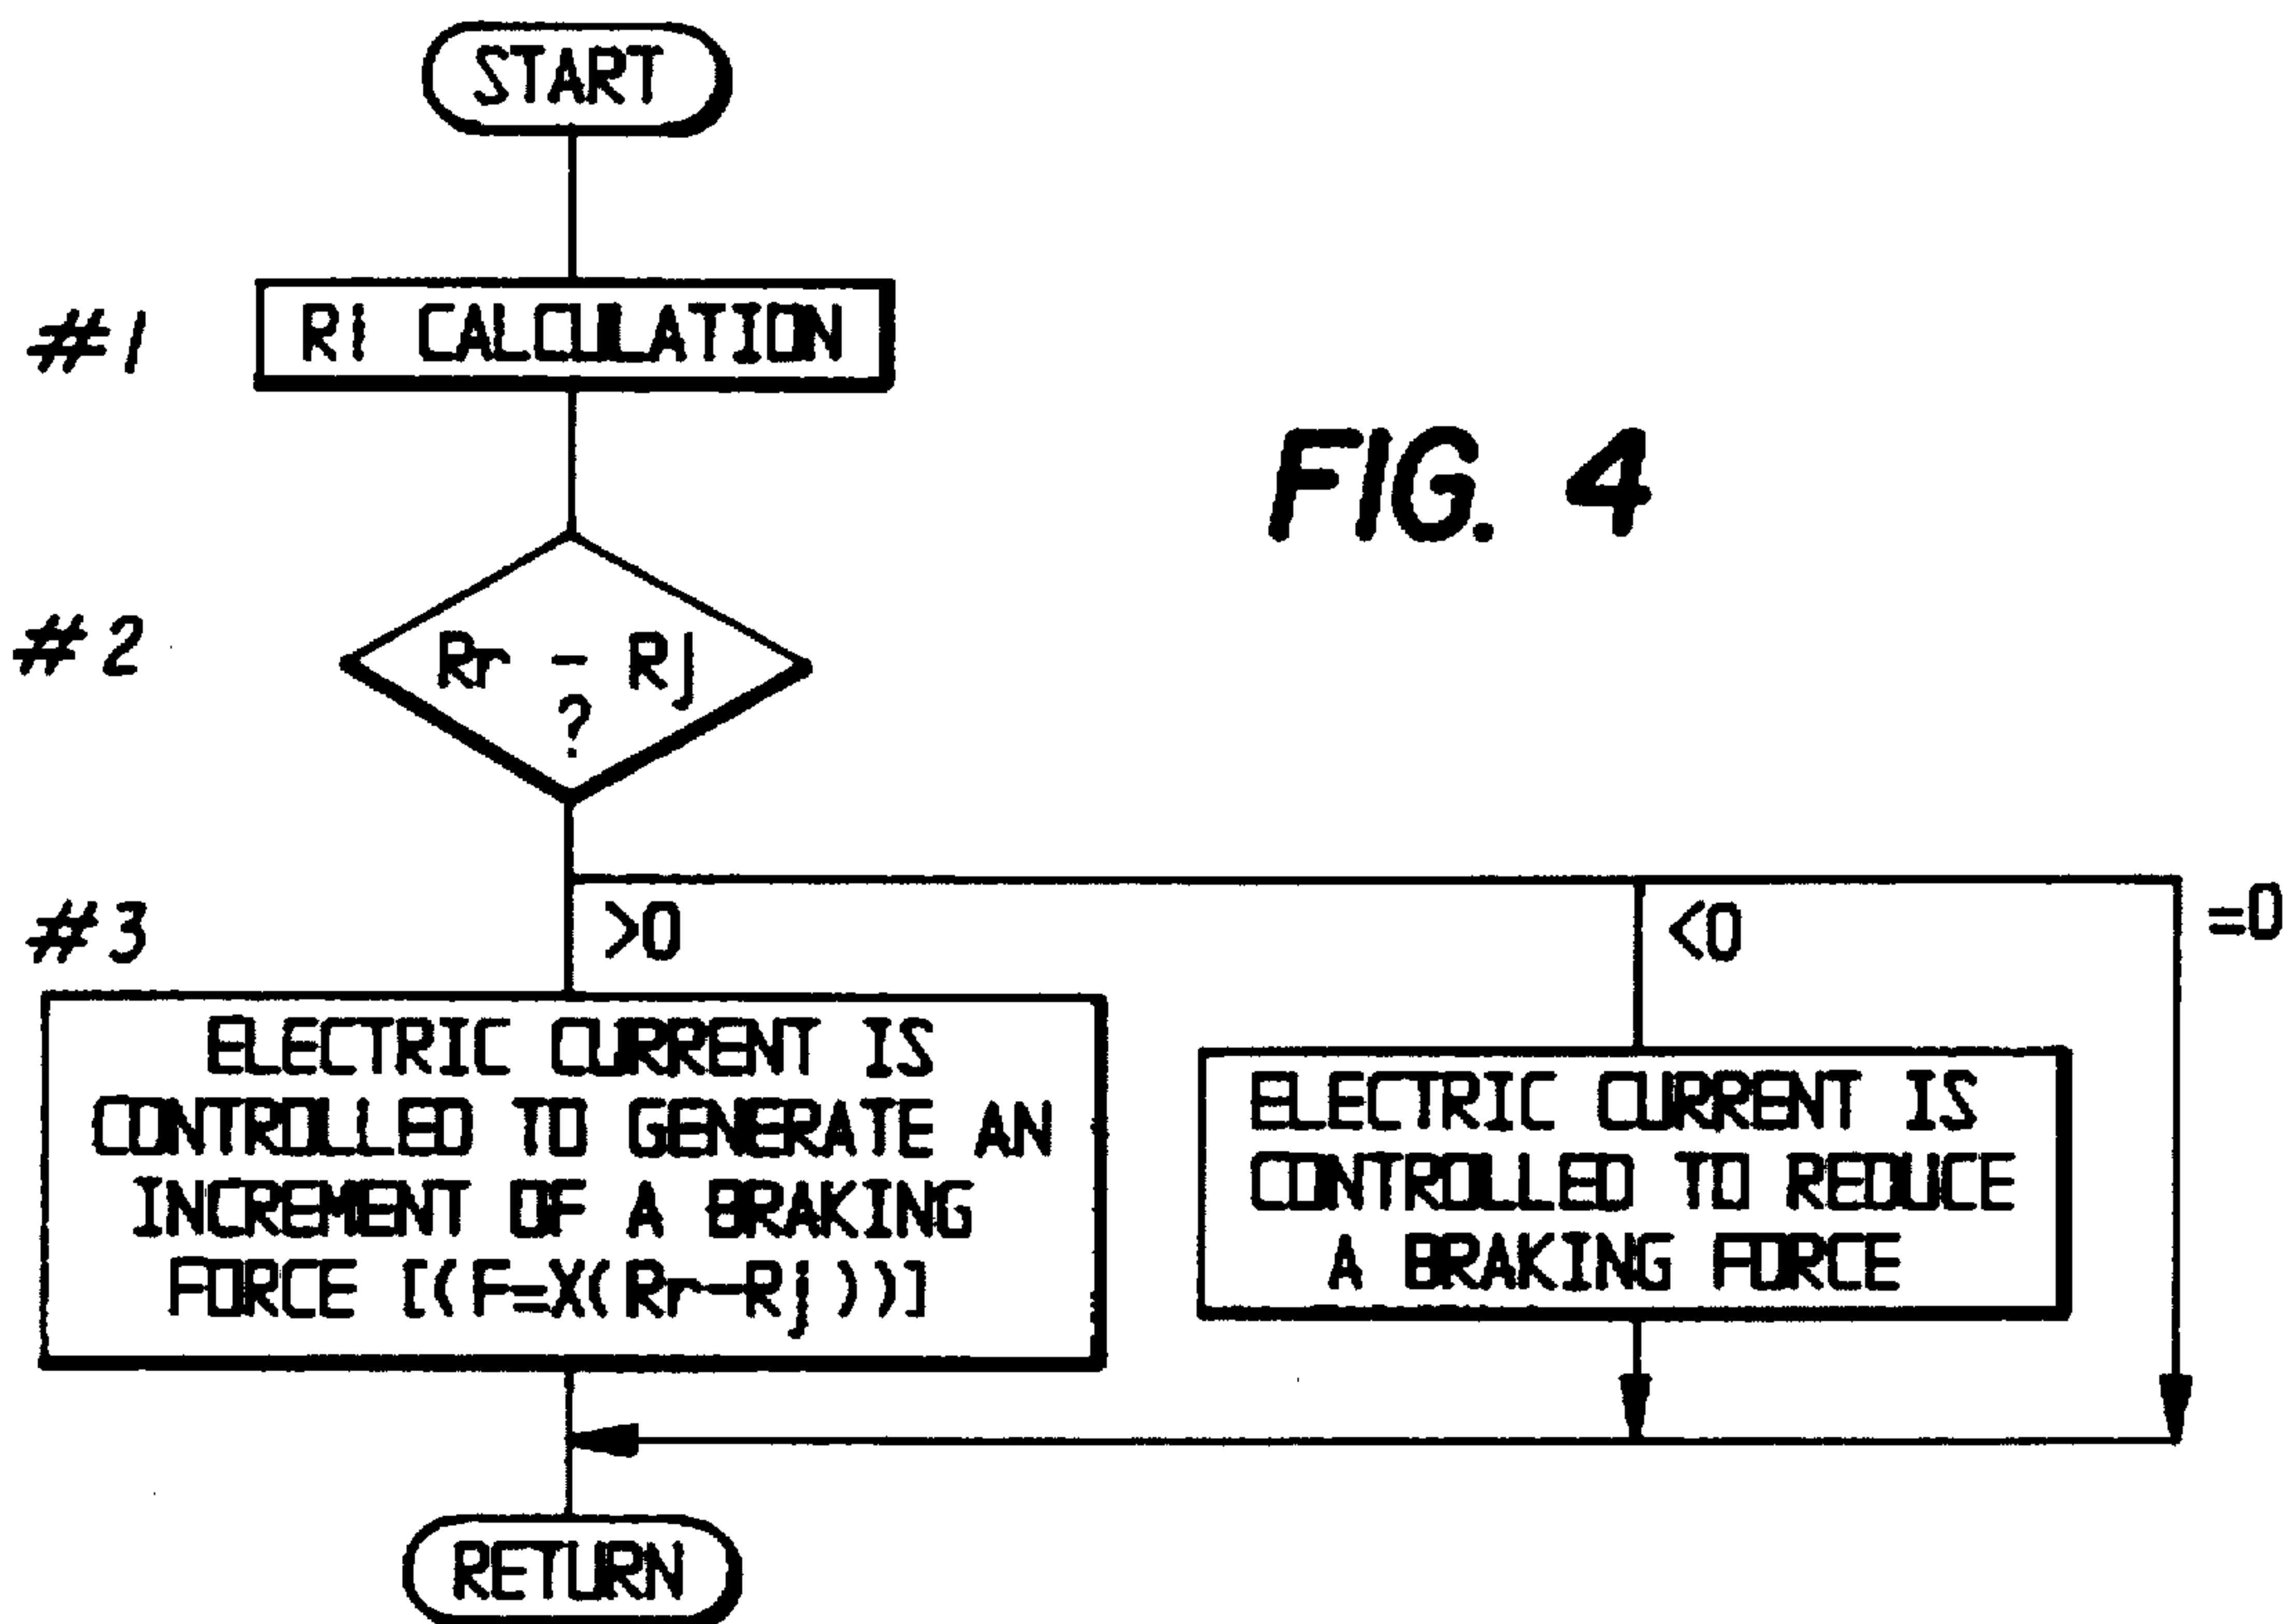 START
#1
Ri CALCULATION
FIG. 4
#2
Rr - Rj
?
#3
>0
<0
=0
ELECTRIC CURRENT IS
CONTROLLED TO GENERATE AN
INCREMENT OF A BRAKING
FORCE [(F=X(Rr-Rj))]
ELECTRIC CURRENT IS
CONTROLLED TO REDUCE
A BRAKING FORCE
RETURN